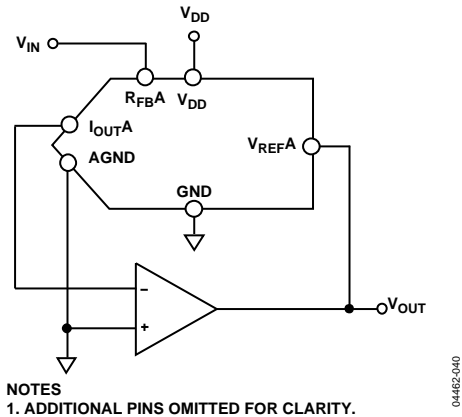 VDD
VIN
RFBA VDD
IOUTA
VREFA
AGND
GND
–
+
VOUT
NOTES
1. ADDITIONAL PINS OMITTED FOR CLARITY.
04462-040